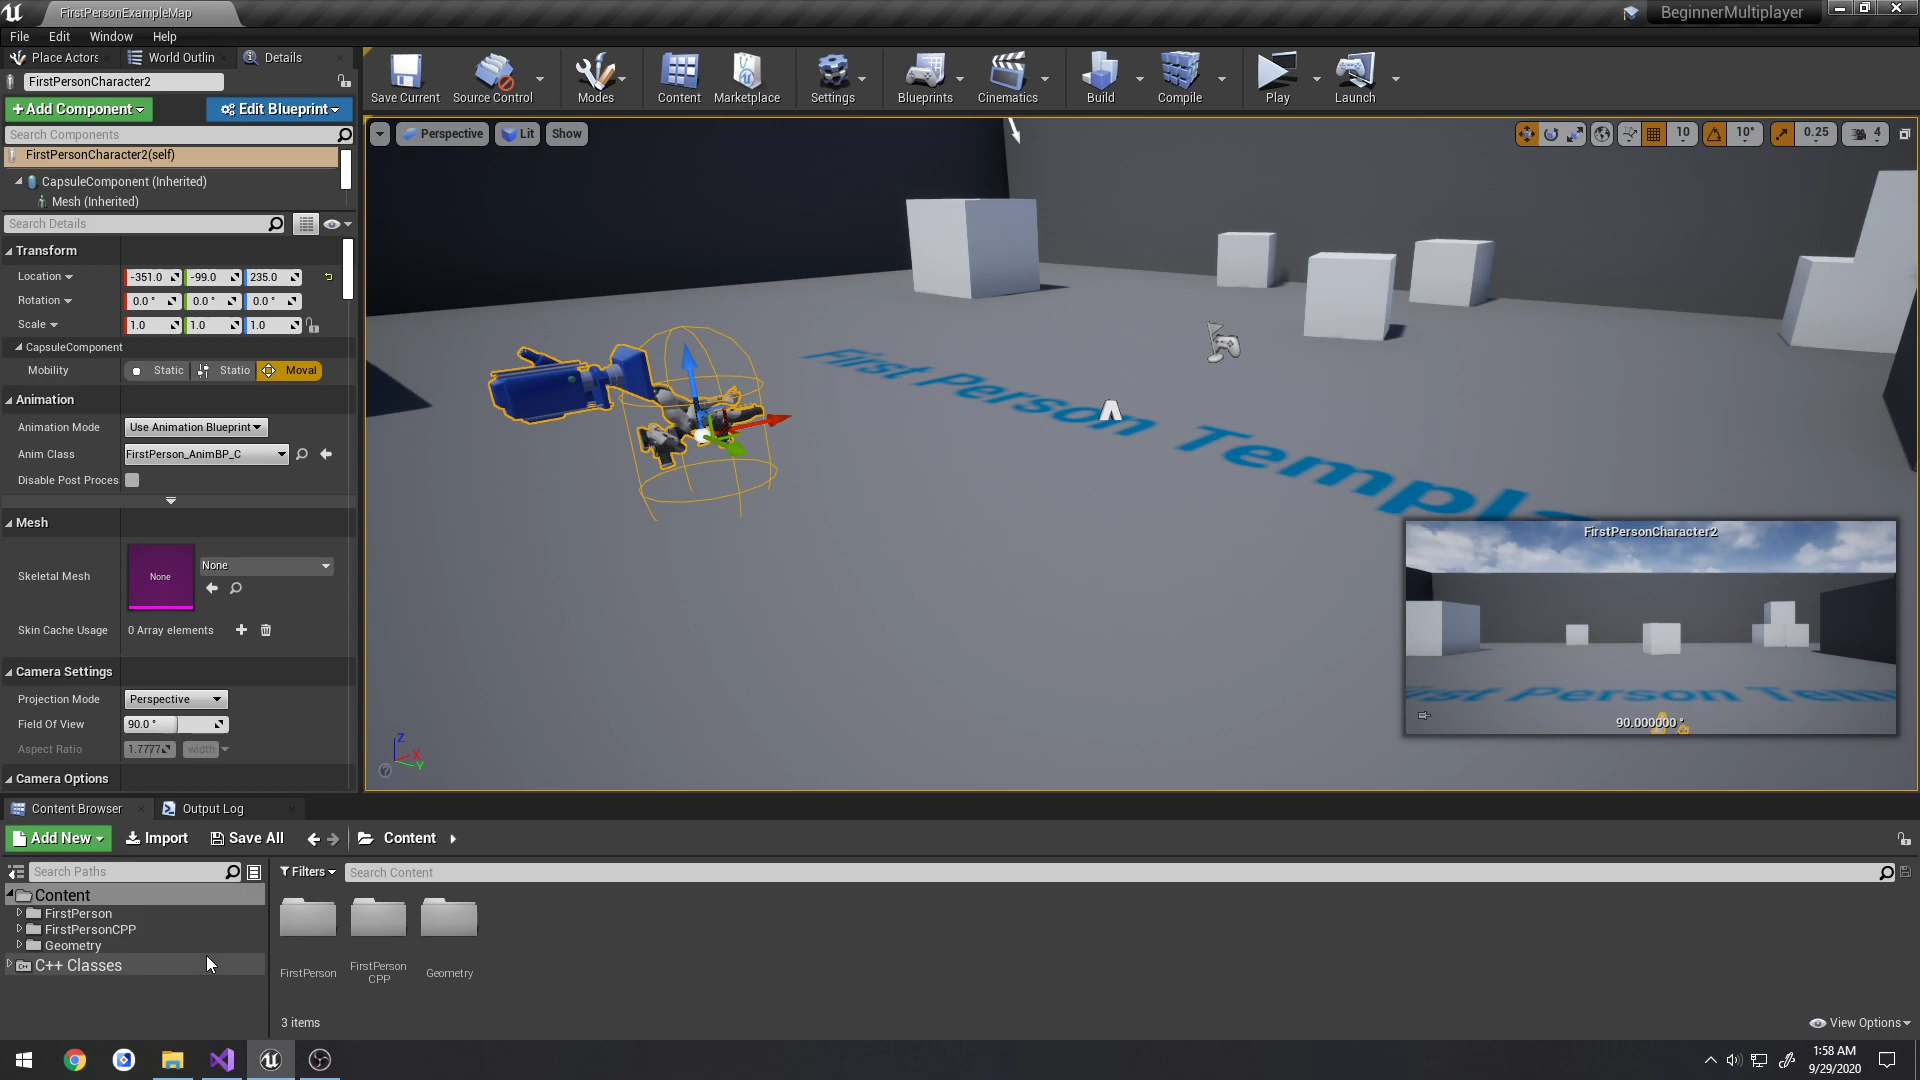 FirstPersonExampleMap
BeginnerMultiplayer
File Edit Window Help
Place Actors World Outlin Details
FirstPersonCharacter2
+Add Component Edit Blueprint
Search Components
FirstPersonCharacter2(self)
CapsuleComponent (Inherited)
Mesh (Inherited)
Search Details
Transform
Location -351.0 -99.0 235.0
Rotation 0.0 ° 0.0 ° 0.0 °
Scale 1.0 1.0 1.0
CapsuleComponent
Mobility Static Statio Moval
Animation
Animation Mode Use Animation Blueprint
Anim Class FirstPerson_AnimBP_C
Disable Post Proces
Mesh
Skeletal Mesh None None
Skin Cache Usage 0 Array elements
Camera Settings
Projection Mode Perspective
Field Of View 90.0 °
Aspect Ratio 1.7777 width
Camera Options
Save Current Source Control Modes Content Marketplace Settings Blueprints Cinematics Build Compile Play Launch
Perspective Lit Show
10 10° 0.25 4
First Person Templa
FirstPersonCharacter2
irst Person Tem
90.000000 °
Z
X
Y
Content Browser Output Log
Add New Import Save All Content
Search Paths
Filters Search Content
Content
FirstPerson
FirstPersonCPP
Geometry
C++ Classes
FirstPerson
FirstPerson
CPP
Geometry
3 items
View Options
1:58 AM
9/29/2020